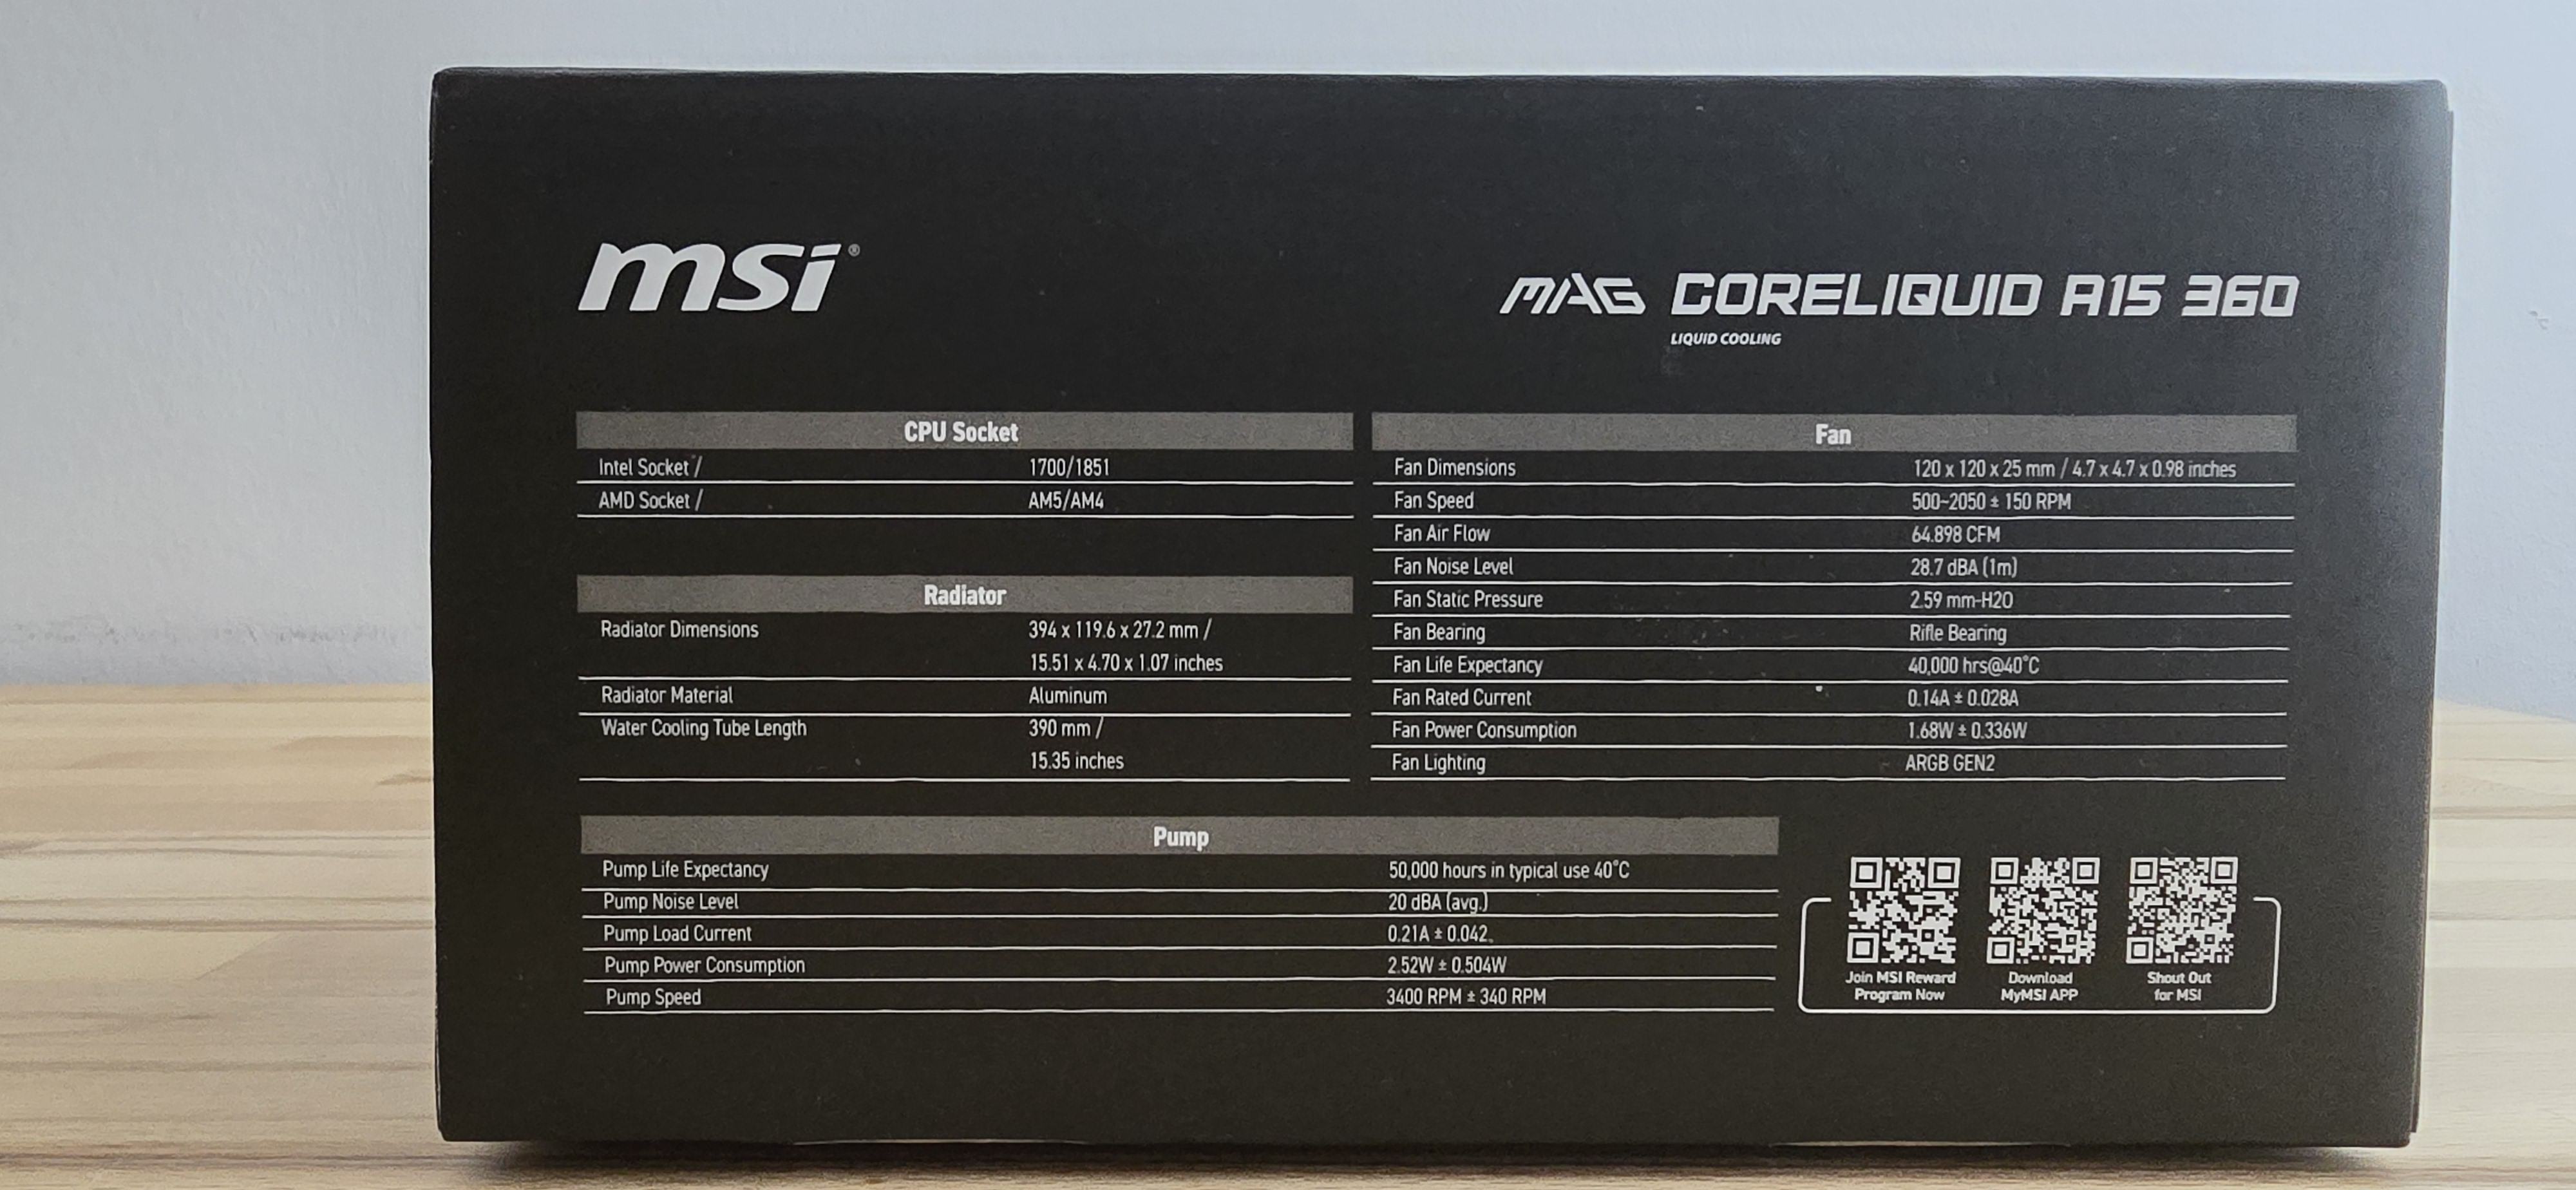 msi®
MAG CORELIQUID A15 360
LIQUID COOLING
CPU Socket
Intel Socket / 1700/1851
AMD Socket / AM5/AM4
Radiator
Radiator Dimensions 394 x 119.6 x 27.2 mm /
15.51 x 4.70 x 1.07 inches
Radiator Material Aluminum
Water Cooling Tube Length 390 mm /
15.35 inches
Fan
Fan Dimensions 120 x 120 x 25 mm / 4.7 x 4.7 x 0.98 inches
Fan Speed 500~2050 ± 150 RPM
Fan Air Flow 64.898 CFM
Fan Noise Level 28.7 dBA (1m)
Fan Static Pressure 2.59 mm-H2O
Fan Bearing Rifle Bearing
Fan Life Expectancy 40,000 hrs@40°C
Fan Rated Current 0.14A ± 0.028A
Fan Power Consumption 1.68W ± 0.336W
Fan Lighting ARGB GEN2
Pump
Pump Life Expectancy 50,000 hours in typical use 40°C
Pump Noise Level 20 dBA (avg.)
Pump Load Current 0.21A ± 0.042
Pump Power Consumption 2.52W ± 0.504W
Pump Speed 3400 RPM ± 340 RPM
Join MSI Reward
Program Now
Download
MyMSI APP
Shout Out
for MSI